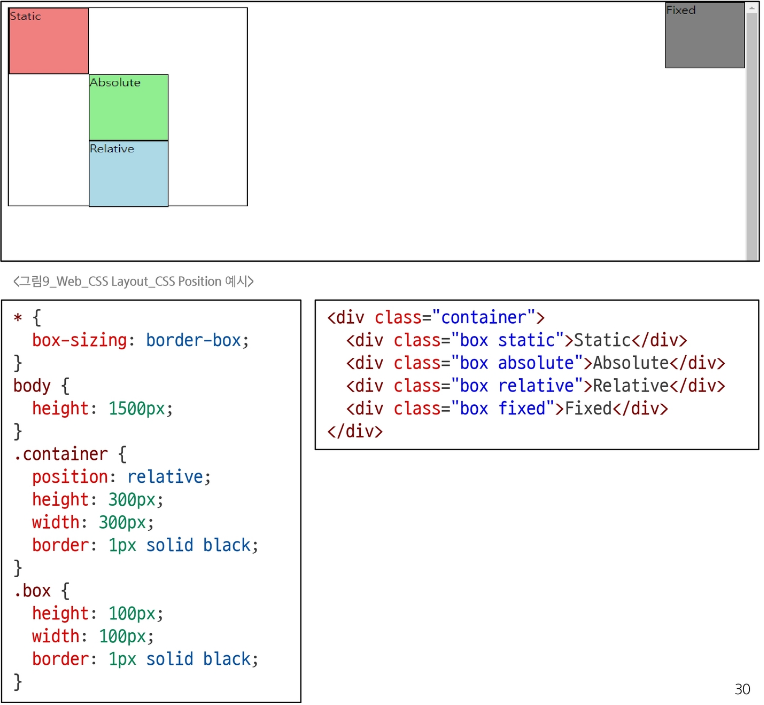 Static
Fixed
Absolute
Relative
<그림9_Web_CSS Layout_CSS Position 예시>
* {
  box-sizing: border-box;
}
body {
  height: 1500px;
}
.container {
  position: relative;
  height: 300px;
  width: 300px;
  border: 1px solid black;
}
.box {
  height: 100px;
  width: 100px;
  border: 1px solid black;
}
<div class="container">
  <div class="box static">Static</div>
  <div class="box absolute">Absolute</div>
  <div class="box relative">Relative</div>
  <div class="box fixed">Fixed</div>
</div>
30